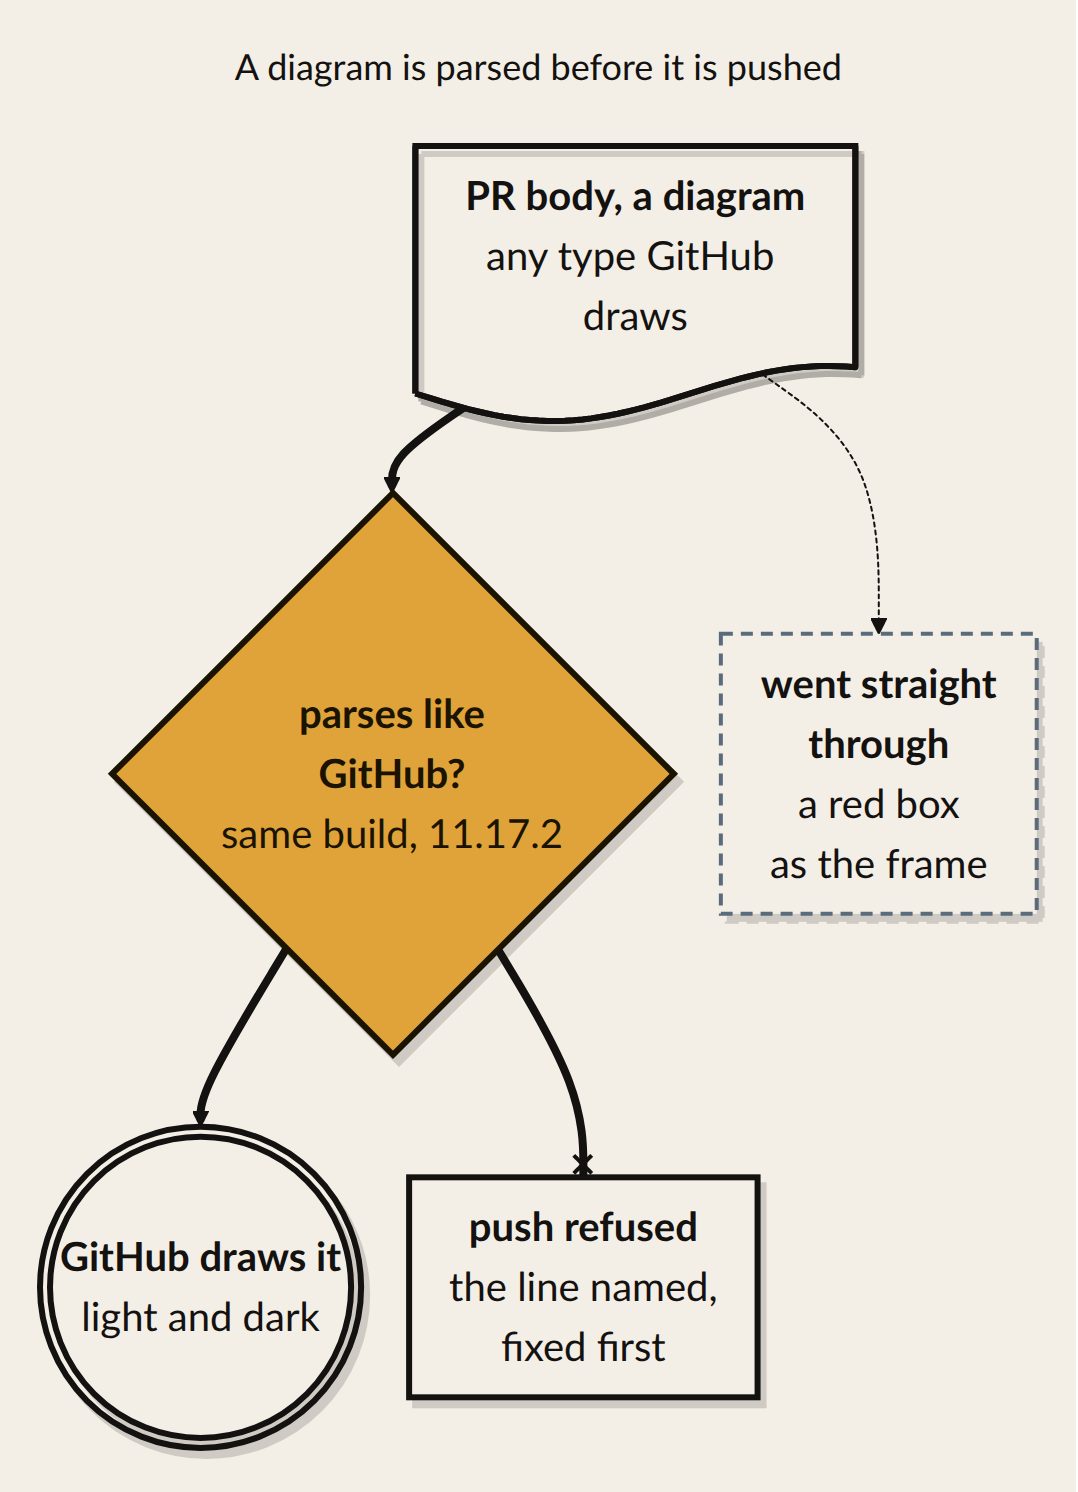 A diagram is parsed before it is pushed
PR body, a diagram
any type GitHub
draws
parses like
GitHub?
same build, 11.17.2
went straight
through
a red box
as the frame
GitHub draws it
light and dark
push refused
the line named,
fixed first